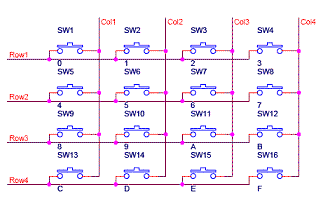 Col1 Col2 Col3 Col4
SW1 SW2 SW3 SW4
Row1
0 1 2 3
SW5 SW6 SW7 SW8
Row2
4 5 6 7
SW9 SW10 SW11 SW12
Row3
8 9 A B
SW13 SW14 SW15 SW16
Row4
C D E F